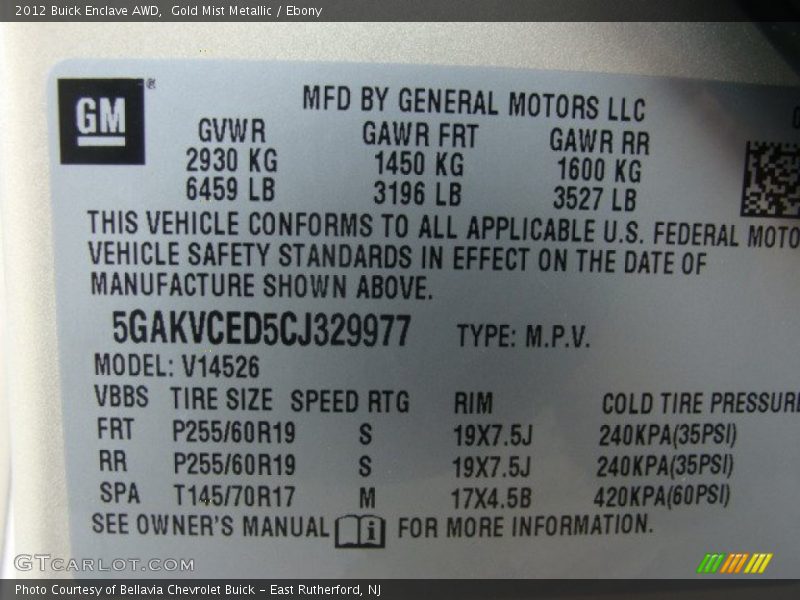 2012 Buick Enclave AWD,  Gold Mist Metallic / Ebony
GM®
MFD BY GENERAL MOTORS LLC
GVWR GAWR FRT GAWR RR
2930 KG 1450 KG 1600 KG
6459 LB 3196 LB 3527 LB
THIS VEHICLE CONFORMS TO ALL APPLICABLE U.S. FEDERAL MOTO
VEHICLE SAFETY STANDARDS IN EFFECT ON THE DATE OF
MANUFACTURE SHOWN ABOVE.
5GAKVCED5CJ329977 TYPE: M.P.V.
MODEL: V14526
VBBS TIRE SIZE SPEED RTG RIM COLD TIRE PRESSURE
FRT P255/60R19 S 19X7.5J 240KPA(35PSI)
RR P255/60R19 S 19X7.5J 240KPA(35PSI)
SPA T145/70R17 M 17X4.5B 420KPA(60PSI)
SEE OWNER'S MANUAL i FOR MORE INFORMATION.
GTCARLOT.COM
Photo Courtesy of Bellavia Chevrolet Buick – East Rutherford, NJ